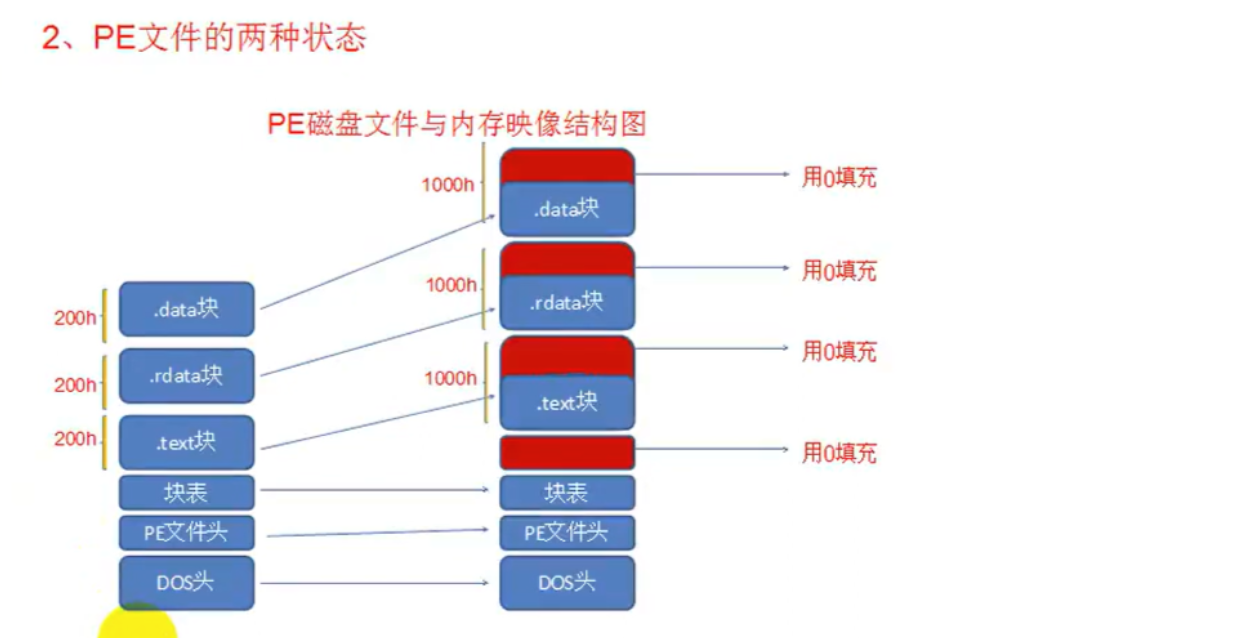 2、PE文件的两种状态
PE磁盘文件与内存映像结构图
1000h
用0填充
.data块
1000h
用0填充
.rdata块
200h
.data块
1000h
用0填充
.text块
200h
.rdata块
200h
.text块
用0填充
块表
块表
PE文件头
PE文件头
DOS头
DOS头